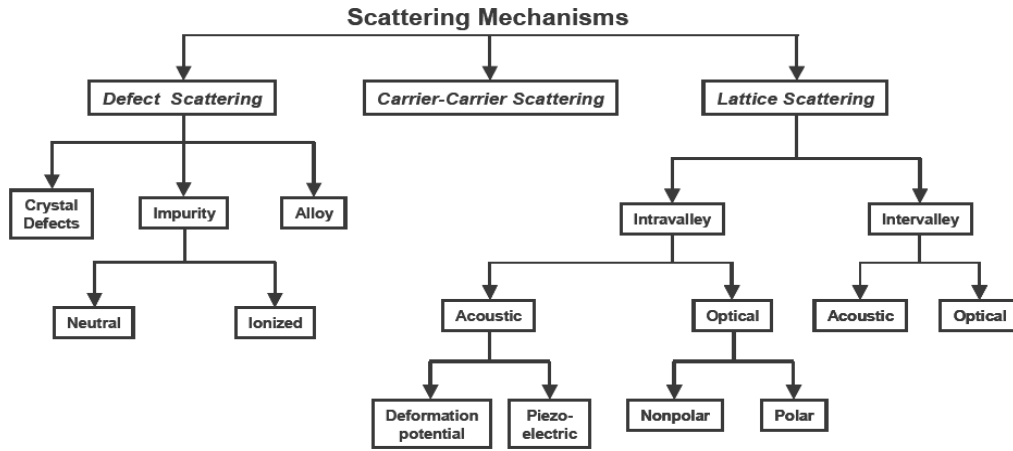 Scattering Mechanisms
Defect Scattering
Carrier-Carrier Scattering
Lattice Scattering
Crystal
Defects
Impurity
Alloy
Intravalley
Intervalley
Neutral
Ionized
Acoustic
Optical
Acoustic
Optical
Deformation
potential
Piezo-
electric
Nonpolar
Polar